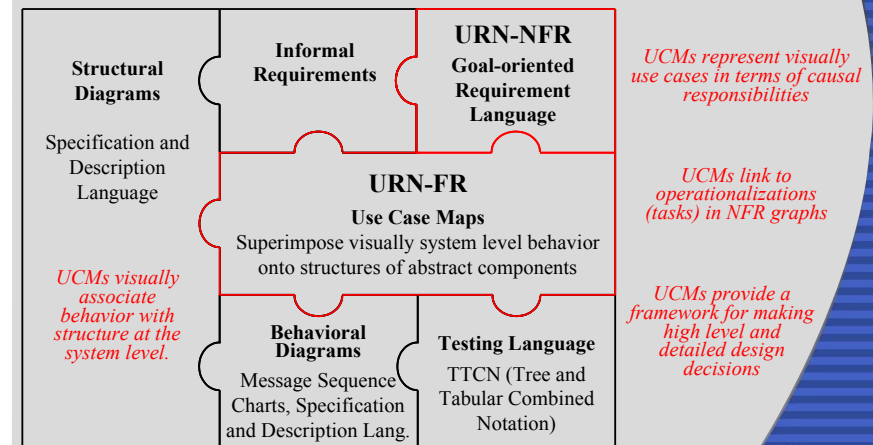 Structural
Diagrams
Specification and
Description
Language
UCMs visually
associate
behavior with
structure at the
system level.
Informal
Requirements
URN-NFR
Goal-oriented
Requirement
Language
URN-FR
Use Case Maps
Superimpose visually system level behavior
onto structures of abstract components
Behavioral
Diagrams
Message Sequence
Charts, Specification
and Description Lang.
Testing Language
TTCN (Tree and
Tabular Combined
Notation)
UCMs represent visually
use cases in terms of causal
responsibilities
UCMs link to
operationalizations
(tasks) in NFR graphs
UCMs provide a
framework for making
high level and
detailed design
decisions